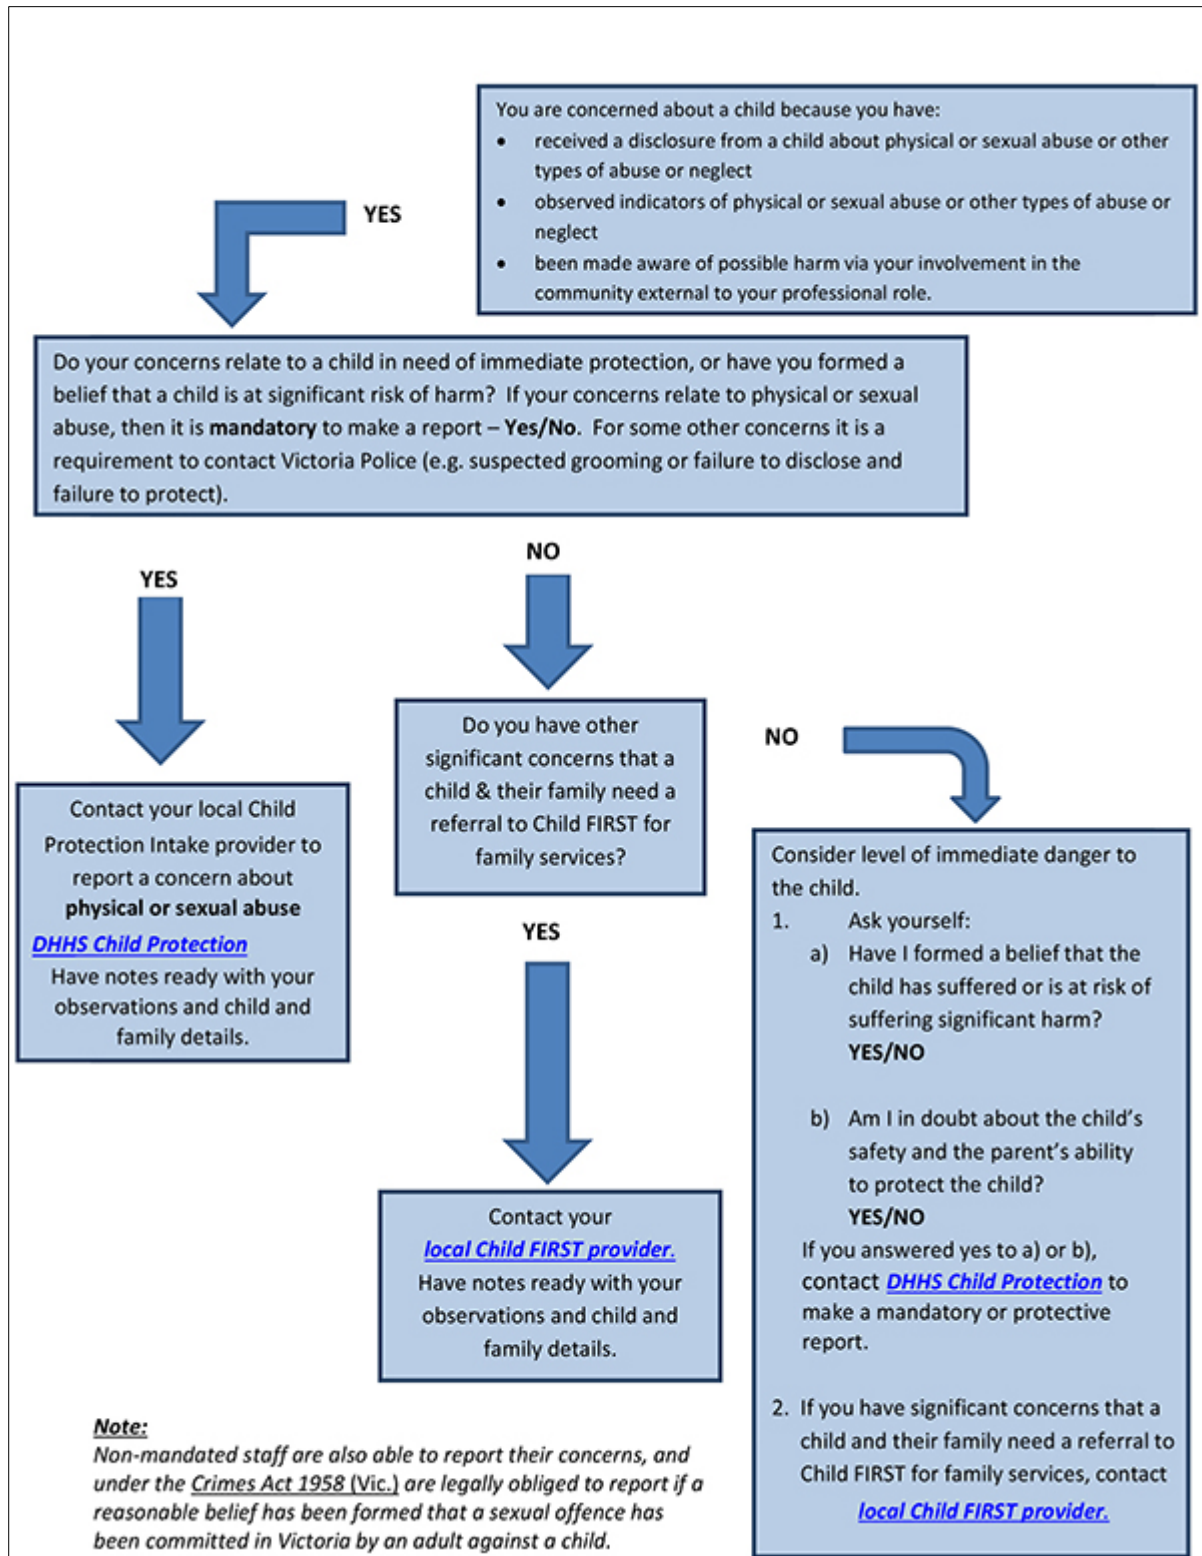 You are concerned about a child because you have:
• received a disclosure from a child about physical or sexual abuse or other
types of abuse or neglect
• observed indicators of physical or sexual abuse or other types of abuse or
neglect
• been made aware of possible harm via your involvement in the
community external to your professional role.
YES
Do your concerns relate to a child in need of immediate protection, or have you formed a
belief that a child is at significant risk of harm? If your concerns relate to physical or sexual
abuse, then it is mandatory to make a report – Yes/No. For some other concerns it is a
requirement to contact Victoria Police (e.g. suspected grooming or failure to disclose and
failure to protect).
YES
NO
Contact your local Child
Protection Intake provider to
report a concern about
physical or sexual abuse
DHHS Child Protection
Have notes ready with your
observations and child and
family details.
Do you have other
significant concerns that a
child & their family need a
referral to Child FIRST for
family services?
YES
NO
Contact your
local Child FIRST provider.
Have notes ready with your
observations and child and
family details.
Consider level of immediate danger to
the child.
1. Ask yourself:
a) Have I formed a belief that the
child has suffered or is at risk of
suffering significant harm?
YES/NO
b) Am I in doubt about the child's
safety and the parent's ability
to protect the child?
YES/NO
If you answered yes to a) or b),
contact DHHS Child Protection to
make a mandatory or protective
report.
2. If you have significant concerns that a
child and their family need a referral to
Child FIRST for family services, contact
local Child FIRST provider.
Note:
Non-mandated staff are also able to report their concerns, and
under the Crimes Act 1958 (Vic.) are legally obliged to report if a
reasonable belief has been formed that a sexual offence has
been committed in Victoria by an adult against a child.